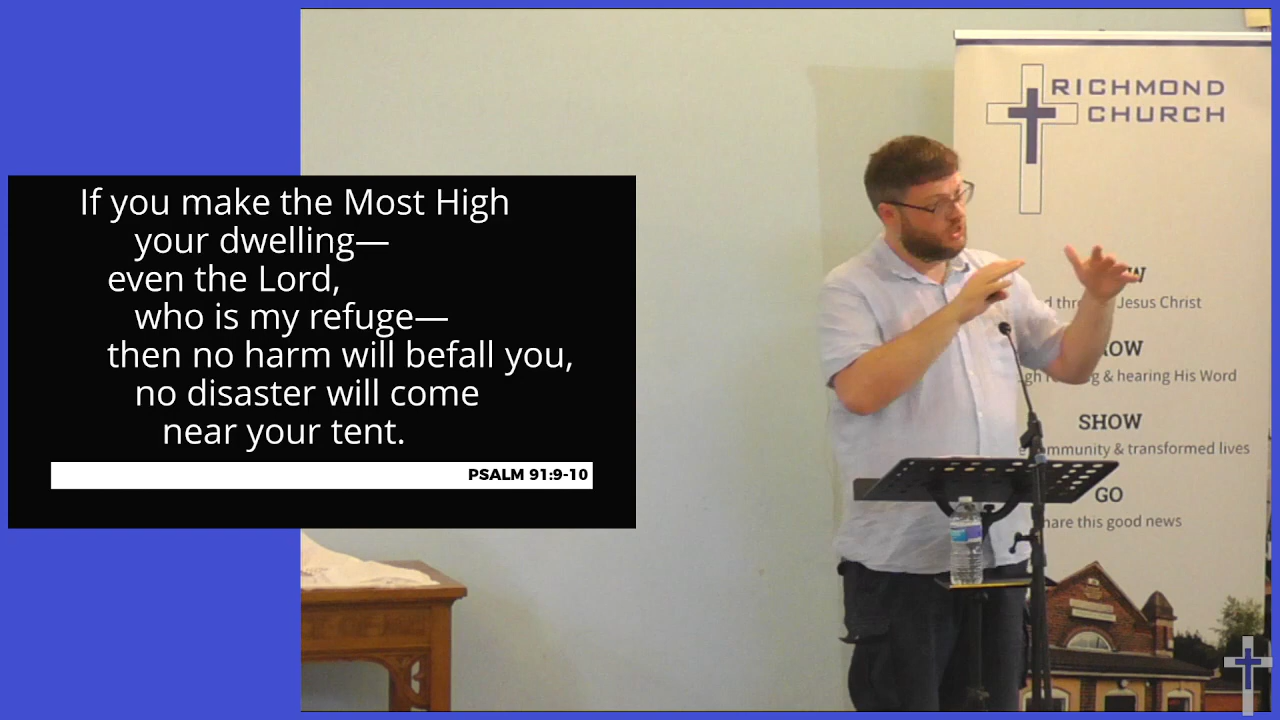 If you make the Most High
your dwelling—
even the Lord,
who is my refuge—
then no harm will befall you,
no disaster will come
near your tent.
PSALM 91:9-10
RICHMOND
CHURCH
Jesus Christ
& hearing His Word
SHOW
& transformed lives
GO
this good news